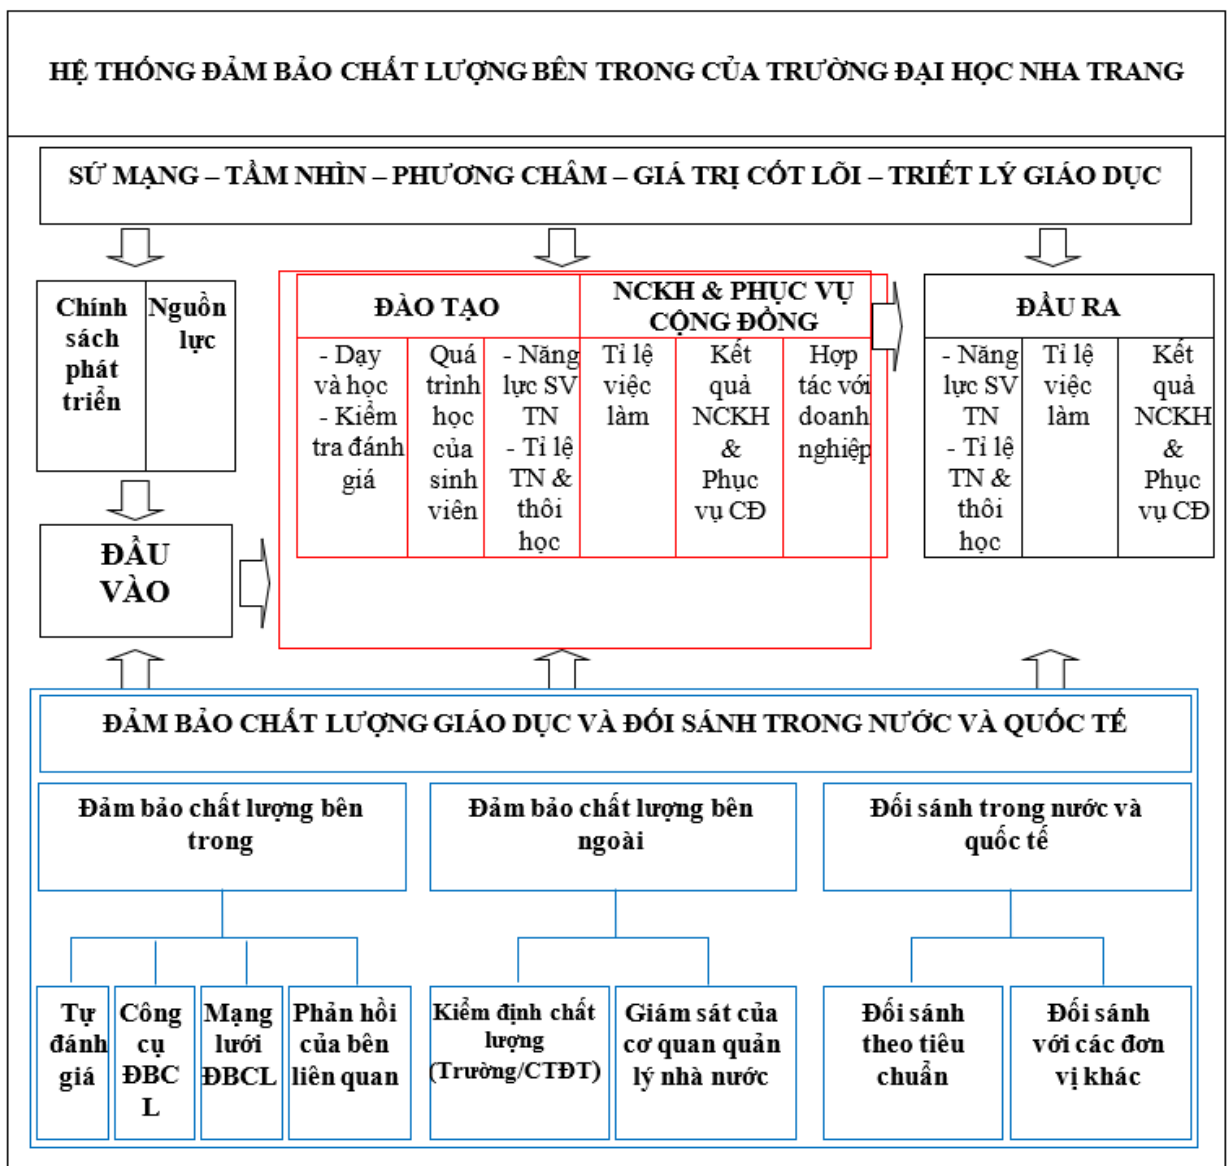 HỆ THỐNG ĐẢM BẢO CHẤT LƯỢNG BÊN TRONG CỦA TRƯỜNG ĐẠI HỌC NHA TRANG
SỨ MẠNG – TẦM NHÌN – PHƯƠNG CHÂM – GIÁ TRỊ CỐT LÕI – TRIẾT LÝ GIÁO DỤC
Chính
sách
phát
triển
Nguồn
lực
ĐẦU
VÀO
ĐÀO TẠO
- Dạy
và học
- Kiểm
tra đánh
giá
Quá
trình
học
của
sinh
viên
- Năng
lực SV
TN
- Tỉ lệ
TN &
thôi
học
NCKH & PHỤC VỤ
CỘNG ĐỒNG
Tỉ lệ
việc
làm
Kết
quả
NCKH
&
Phục
vụ CĐ
Hợp
tác với
doanh
nghiệp
ĐẦU RA
- Năng
lực SV
TN
- Tỉ lệ
TN &
thôi
học
Tỉ lệ
việc
làm
Kết
quả
NCKH
&
Phục
vụ CĐ
ĐẢM BẢO CHẤT LƯỢNG GIÁO DỤC VÀ ĐỐI SÁNH TRONG NƯỚC VÀ QUỐC TẾ
Đảm bảo chất lượng bên
trong
Đảm bảo chất lượng bên
ngoài
Đối sánh trong nước và
quốc tế
Tự
đánh
giá
Công
cụ
ĐBC
L
Mạng
lưới
ĐBCL
Phản hồi
của bên
liên quan
Kiểm định chất
lượng
(Trường/CTĐT)
Giám sát của
cơ quan quản
lý nhà nước
Đối sánh
theo tiêu
chuẩn
Đối sánh
với các đơn
vị khác